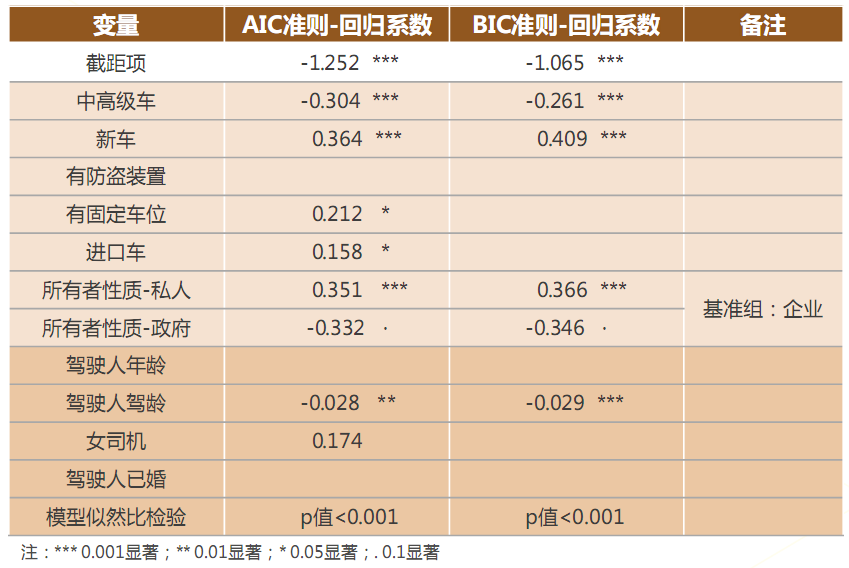 变量 AIC准则-回归系数 BIC准则-回归系数 备注
截距项 -1.252 *** -1.065 ***
中高级车 -0.304 *** -0.261 ***
新车 0.364 *** 0.409 ***
有防盗装置
有固定车位 0.212 *
进口车 0.158 *
所有者性质-私人 0.351 *** 0.366 *** 基准组：企业
所有者性质-政府 -0.332 . -0.346 .
驾驶人年龄
驾驶人驾龄 -0.028 ** -0.029 ***
女司机 0.174
驾驶人已婚
模型似然比检验 p值<0.001 p值<0.001
注：*** 0.001显著；** 0.01显著；* 0.05显著；. 0.1显著